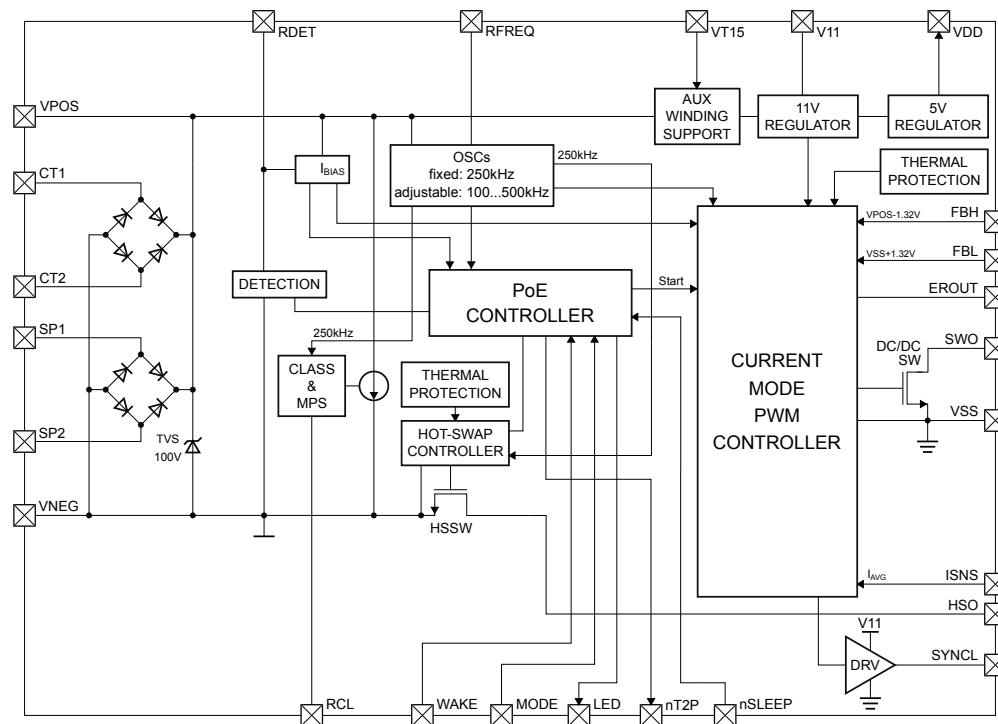 RDET
RFREQ
VT15
V11
VDD
VPOS
AUX
WINDING
SUPPORT
11V
REGULATOR
5V
REGULATOR
CT1
I_BIAS
OSCs
fixed: 250kHz
adjustable: 100...500kHz
250kHz
THERMAL
PROTECTION
VPOS-1.32V
FBH
VSS+1.32V
FBL
CT2
DETECTION
PoE
CONTROLLER
Start
EROUT
SP1
250kHz
CLASS
&
MPS
THERMAL
PROTECTION
CURRENT
MODE
PWM
CONTROLLER
DC/DC
SW
SWO
SP2
TVS
100V
HOT-SWAP
CONTROLLER
VSS
VNEG
HSSW
I_AVG
ISNS
HSO
V11
DRV
SYNCL
RCL
WAKE
MODE
LED
nT2P
nSLEEP